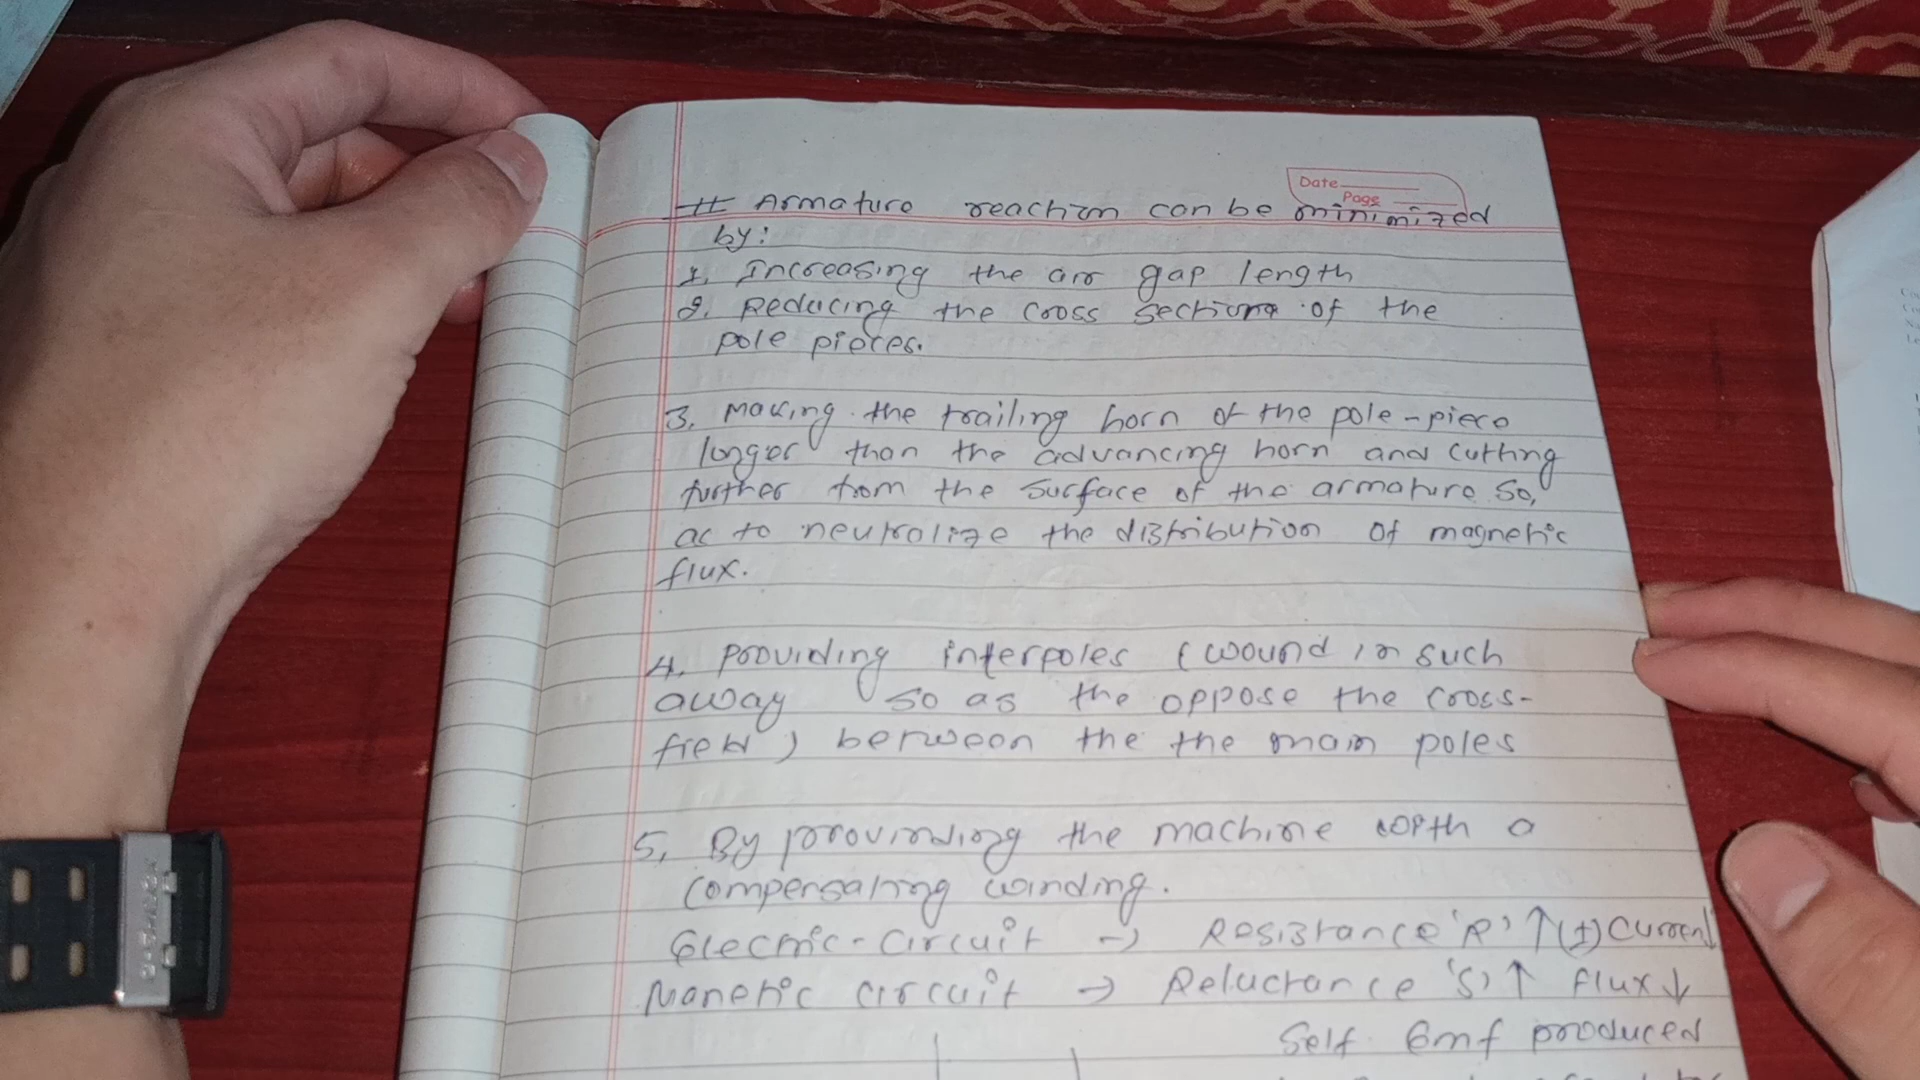 Date
Page
# Armature reaction can be minimized
by:
1. Increasing the air gap length
2. Reducing the cross section of the
pole pieces.
3. Making the trailing horn of the pole-piece
longer than the advancing horn and cutting
further from the surface of the armature so,
as to neutralize the distribution of magnetic
flux.
4. providing interpoles (wound in such
away so as the oppose the cross-
field) between the the main poles
5. By provinding the machine with a
compensating winding.
Electric-circuit → Resistance 'R' ↑ (I) current↓
Manetic circuit → Reluctance 'S' ↑ flux↓
Self Emf produced